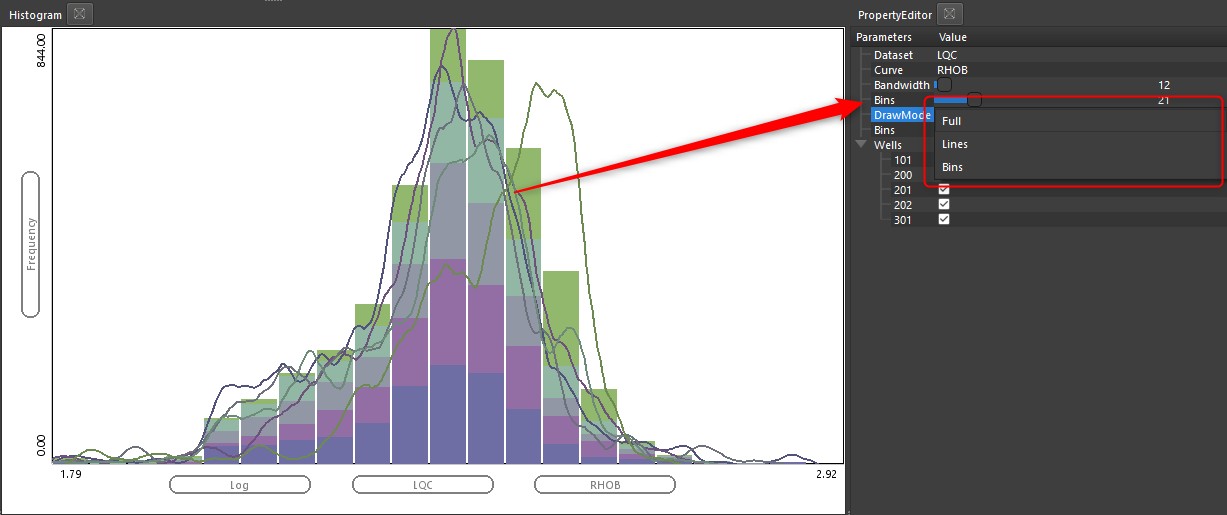 Histogram
844.00
Frequency
0.00
1.79
2.92
Log
LQC
RHOB
PropertyEditor
Parameters Value
Dataset LQC
Curve RHOB
Bandwidth 12
Bins 21
DrawMode
Full
Bins
Lines
Wells
Bins
101
200
201
202
301